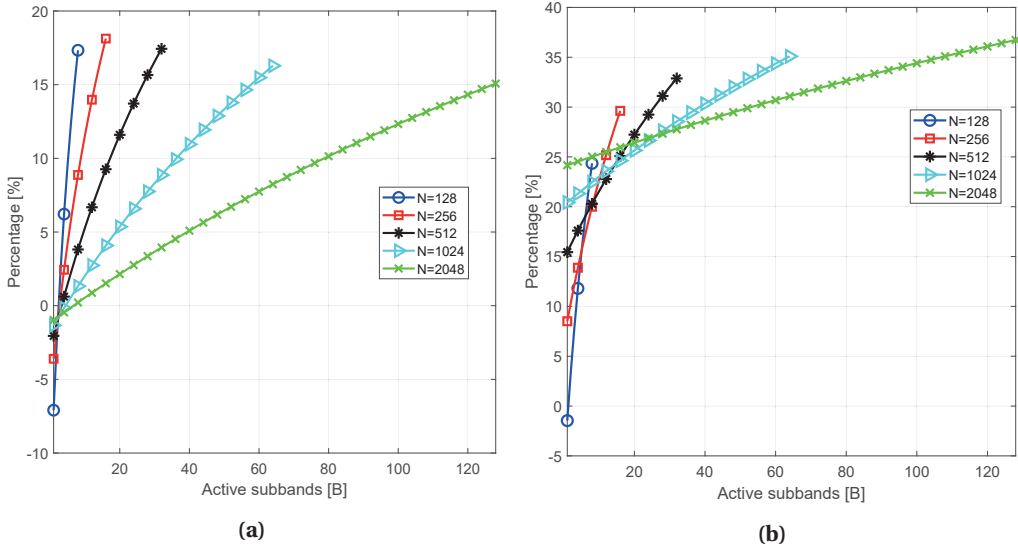 20
15
10
5
0
-5
-10
20
40
60
80
100
120
Percentage [%]
Active subbands [B]
N=128
N=256
N=512
N=1024
N=2048
(a)
40
35
30
25
20
15
10
5
0
-5
20
40
60
80
100
120
Percentage [%]
Active subbands [B]
N=128
N=256
N=512
N=1024
N=2048
(b)